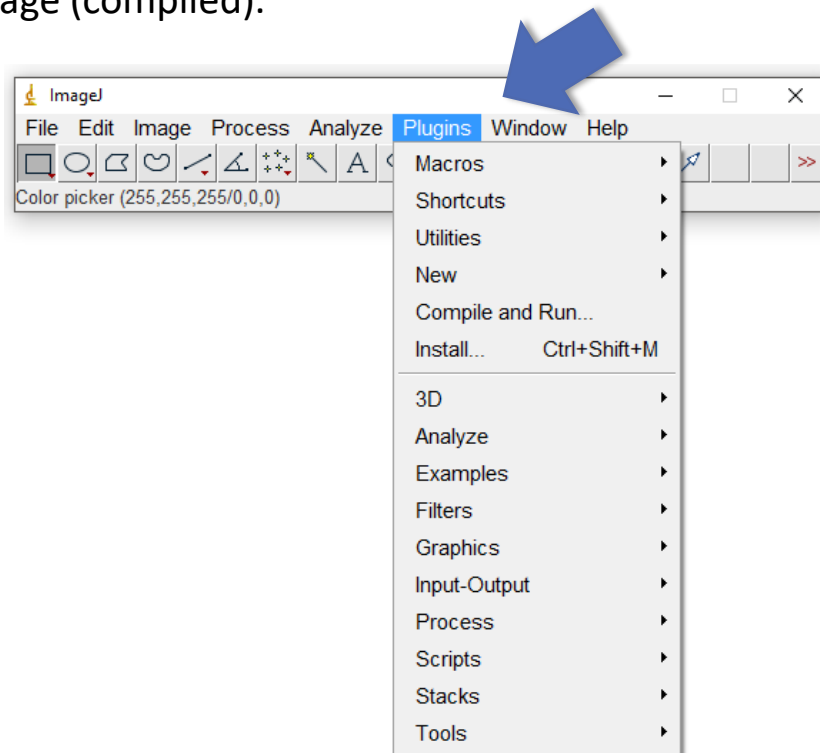 age (compiled).
ImageJ
File Edit Image Process Analyze Plugins Window Help
A
>>
Color picker (255,255,255/0,0,0)
Macros
Shortcuts
Utilities
New
Compile and Run...
Install... Ctrl+Shift+M
3D
Analyze
Examples
Filters
Graphics
Input-Output
Process
Scripts
Stacks
Tools